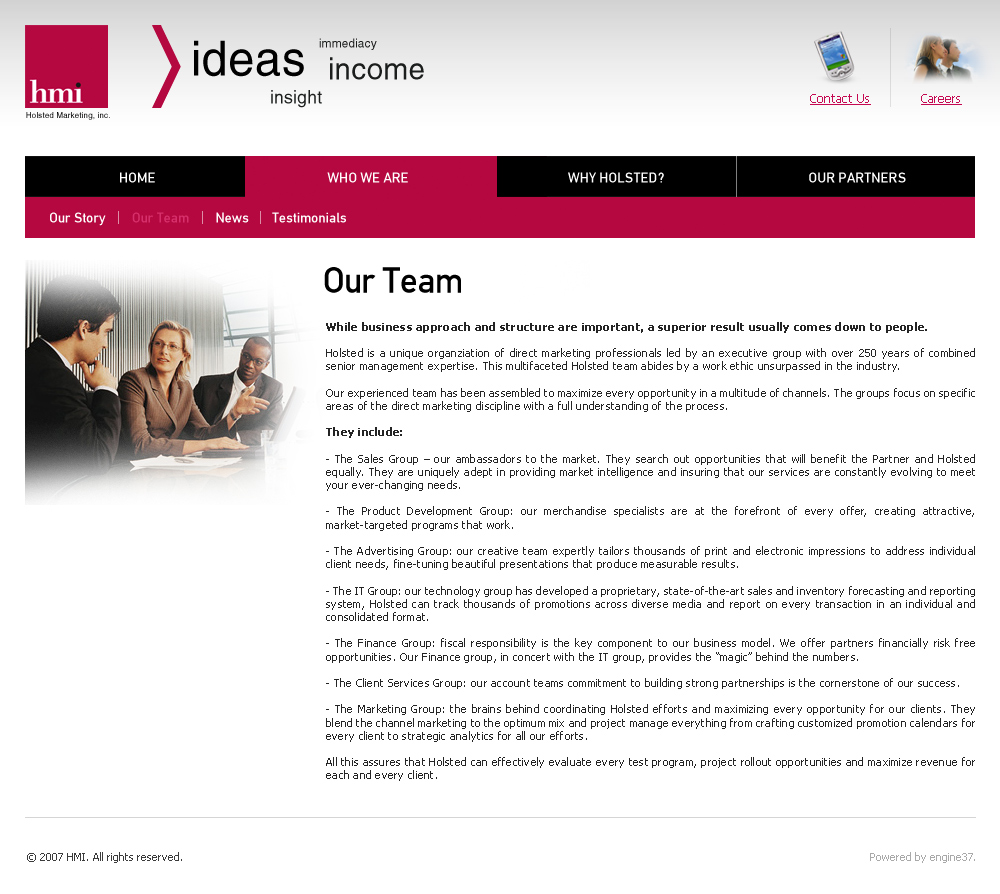 hmi
Holsted Marketing, inc.
ideas
immediacy
income
insight
Contact Us
Careers
HOME
WHO WE ARE
WHY HOLSTED?
OUR PARTNERS
Our Story
Our Team
News
Testimonials
Our Team
While business approach and structure are important, a superior result usually comes down to people.
Holsted is a unique organziation of direct marketing professionals led by an executive group with over 250 years of combined
senior management expertise. This multifaceted Holsted team abides by a work ethic unsurpassed in the industry.
Our experienced team has been assembled to maximize every opportunity in a multitude of channels. The groups focus on specific
areas of the direct marketing discipline with a full understanding of the process.
They include:
- The Sales Group – our ambassadors to the market. They search out opportunities that will benefit the Partner and Holsted
equally. They are uniquely adept in providing market intelligence and insuring that our services are constantly evolving to meet
your ever-changing needs.
- The Product Development Group: our merchandise specialists are at the forefront of every offer, creating attractive,
market-targeted programs that work.
- The Advertising Group: our creative team expertly tailors thousands of print and electronic impressions to address individual
client needs, fine-tuning beautiful presentations that produce measurable results.
- The IT Group: our technology group has developed a proprietary, state-of-the-art sales and inventory forecasting and reporting
system, Holsted can track thousands of promotions across diverse media and report on every transaction in an individual and
consolidated format.
- The Finance Group: fiscal responsibility is the key component to our business model. We offer partners financially risk free
opportunities. Our Finance group, in concert with the IT group, provides the “magic” behind the numbers.
- The Client Services Group: our account teams commitment to building strong partnerships is the cornerstone of our success.
- The Marketing Group: the brains behind coordinating Holsted efforts and maximizing every opportunity for our clients. They
blend the channel marketing to the optimum mix and project manage everything from crafting customized promotion calendars for
every client to strategic analytics for all our efforts.
All this assures that Holsted can effectively evaluate every test program, project rollout opportunities and maximize revenue for
each and every client.
© 2007 HMI. All rights reserved.
Powered by engine37.